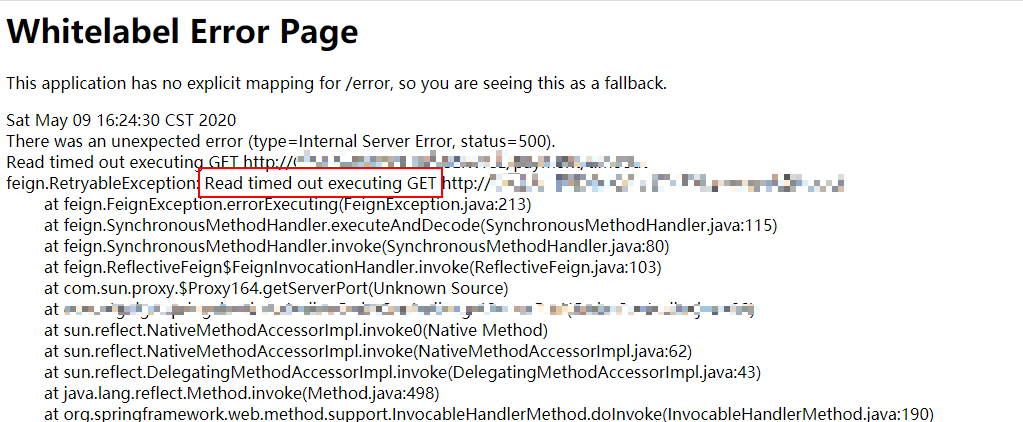 Whitelabel Error Page
This application has no explicit mapping for /error, so you are seeing this as a fallback.
Sat May 09 16:24:30 CST 2020
There was an unexpected error (type=Internal Server Error, status=500).
Read timed out executing GET http://
feign.RetryableException: Read timed out executing GET http://
at feign.FeignException.errorExecuting(FeignException.java:213)
at feign.SynchronousMethodHandler.executeAndDecode(SynchronousMethodHandler.java:115)
at feign.SynchronousMethodHandler.invoke(SynchronousMethodHandler.java:80)
at feign.ReflectiveFeign$FeignInvocationHandler.invoke(ReflectiveFeign.java:103)
at com.sun.proxy.$Proxy164.getServerPort(Unknown Source)
at
at sun.reflect.NativeMethodAccessorImpl.invoke0(Native Method)
at sun.reflect.NativeMethodAccessorImpl.invoke(NativeMethodAccessorImpl.java:62)
at sun.reflect.DelegatingMethodAccessorImpl.invoke(DelegatingMethodAccessorImpl.java:43)
at java.lang.reflect.Method.invoke(Method.java:498)
at org.springframework.web.method.support.InvocableHandlerMethod.doInvoke(InvocableHandlerMethod.java:190)